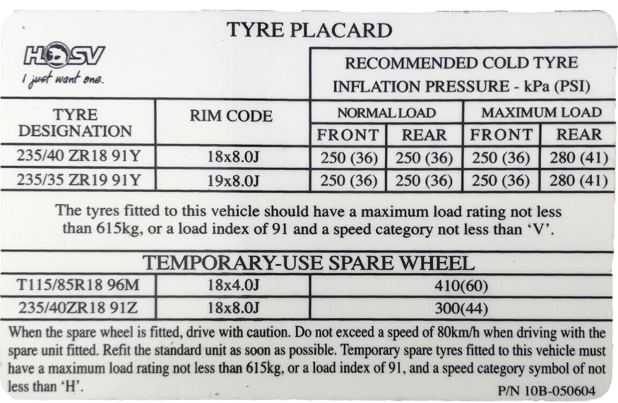 TYRE PLACARD
HSV
I just want one.
RECOMMENDED COLD TYRE
INFLATION PRESSURE - kPa (PSI)
TYRE DESIGNATION RIM CODE NORMAL LOAD MAXIMUM LOAD
FRONT REAR FRONT REAR
235/40 ZR18 91Y 18x8.0J 250 (36) 250 (36) 250 (36) 280 (41)
235/35 ZR19 91Y 19x8.0J 250 (36) 250 (36) 250 (36) 280 (41)
The tyres fitted to this vehicle should have a maximum load rating not less
than 615kg, or a load index of 91 and a speed category not less than ‘V’.
TEMPORARY-USE SPARE WHEEL
T115/85R18 96M 18x4.0J 410(60)
235/40ZR18 91Z 18x8.0J 300(44)
When the spare wheel is fitted, drive with caution. Do not exceed a speed of 80km/h when driving with the
spare unit fitted. Refit the standard unit as soon as possible. Temporary spare tyres fitted to this vehicle must
have a maximum load rating not less than 615kg, or a load index of 91, and a speed category symbol of not
less than ‘H’.
P/N 10B-050604